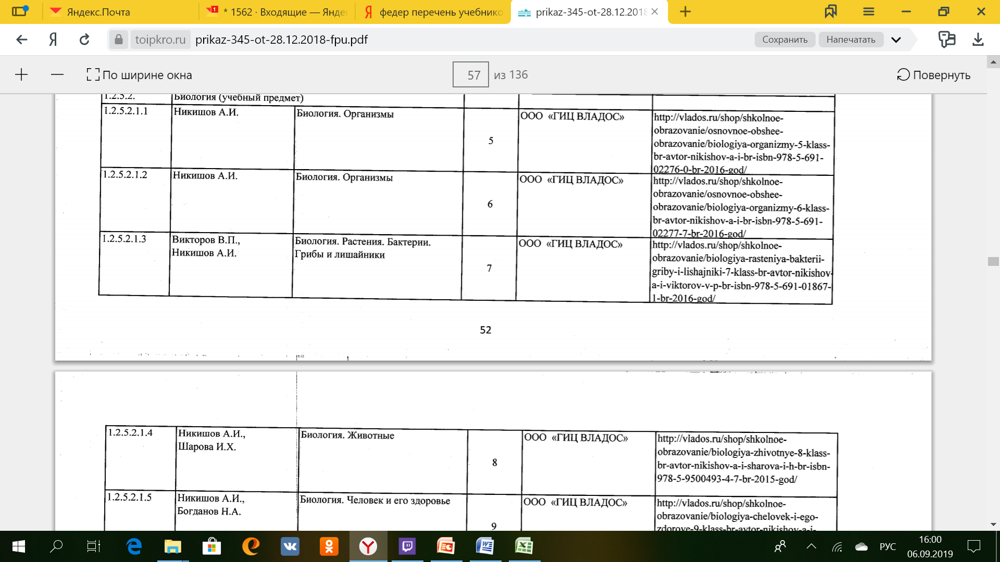 Яндекс.Почта
1
* 1562 · Входящие — Янде
Я федер перечень учебнико
prikaz-345-от-28.12.2018
Я
toipkro.ru prikaz-345-ot-28.12.2018-fpu.pdf
Сохранить
Напечатать
По ширине окна
57 из 136
Повернуть
1.2.5.2. Биология (учебный предмет)
1.2.5.2.1.1 Никишов А.И. Биология. Организмы 5 ООО «ГИЦ ВЛАДОС» http://vlados.ru/shop/shkolnoe-
obrazovanie/osnovnoe-obshee-
obrazovanie/biologiya-organizmy-5-klass-
br-avtor-nikishov-a-i-br-isbn-978-5-691-
02276-0-br-2016-god/
1.2.5.2.1.2 Никишов А.И. Биология. Организмы 6 ООО «ГИЦ ВЛАДОС» http://vlados.ru/shop/shkolnoe-
obrazovanie/osnovnoe-obshee-
obrazovanie/biologiya-organizmy-6-klass-
br-avtor-nikishov-a-i-br-isbn-978-5-691-
02277-7-br-2016-god/
1.2.5.2.1.3 Викторов В.П.,
Никишов А.И.
Биология. Растения. Бактерии.
Грибы и лишайники
7
ООО «ГИЦ ВЛАДОС»
http://vlados.ru/shop/shkolnoe-
obrazovanie/biologiya-rasteniya-bakterii-
griby-i-lishajniki-7-klass-br-avtor-nikishov-
a-i-viktorov-v-p-br-isbn-978-5-691-01867-
1-br-2016-god/
52
1.2.5.2.1.4 Никишов А.И.,
Шарова И.Х.
Биология. Животные
8
ООО «ГИЦ ВЛАДОС»
http://vlados.ru/shop/shkolnoe-
obrazovanie/biologiya-zhivotnye-8-klass-
br-avtor-nikishov-a-i-sharova-i-h-br-isbn-
978-5-9500493-4-7-br-2015-god/
1.2.5.2.1.5 Никишов А.И.,
Богданов Н.А.
Биология. Человек и его здоровье
9
ООО «ГИЦ ВЛАДОС»
http://vlados.ru/shop/shkolnoe-
obrazovanie/biologiya-chelovek-i-ego-
zdorove-9-klass-br-avtor-nikishov-a-i-
РУС
16:00
06.09.2019